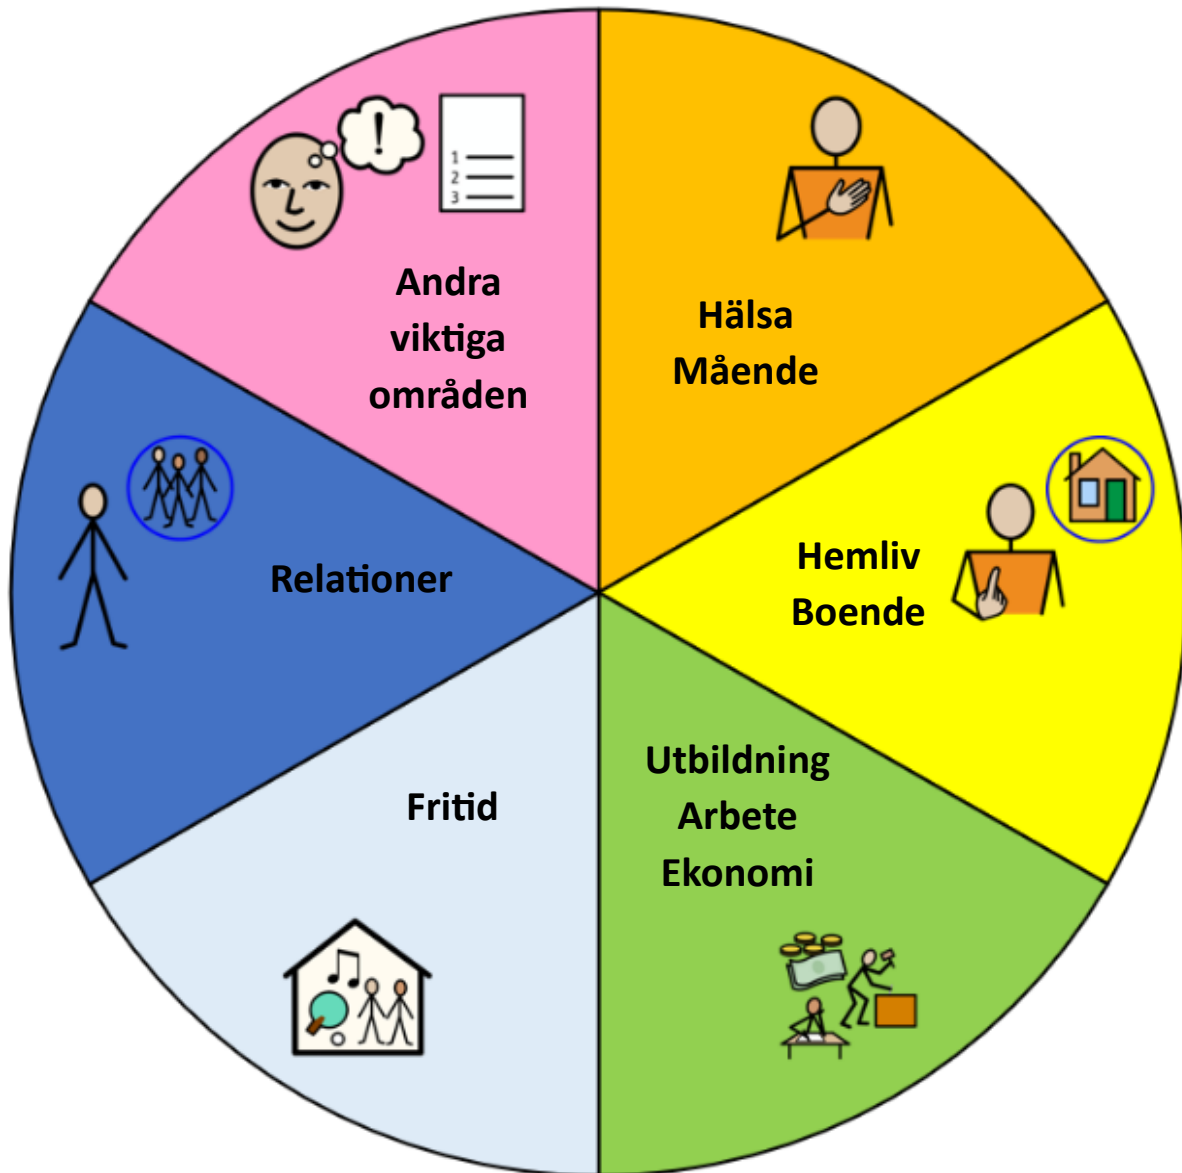 Andra
viktiga
områden
1
2
3
!
Hälsa
Mående
Hemliv
Boende
Utbildning
Arbete
Ekonomi
Fritid
Relationer